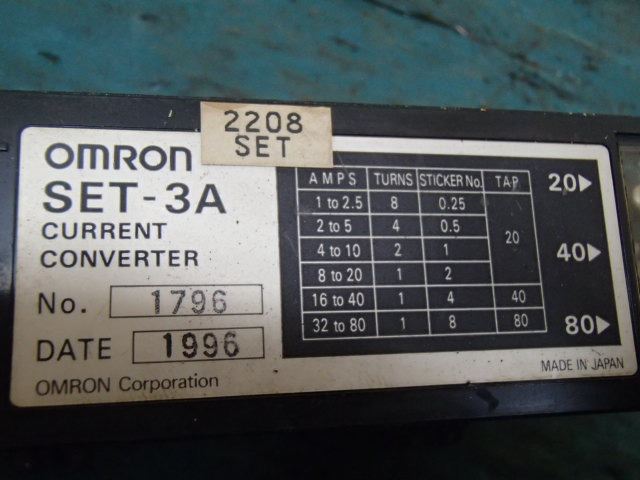 2208
SET
OMRON
SET-3A
CURRENT
CONVERTER
No. 1796
DATE 1996
OMRON Corporation
AMPS TURNS STICKER No. TAP
1 to 2.5 8 0.25
2 to 5 4 0.5
20
4 to 10 2 1
8 to 20 1 2
16 to 40 1 4 40
32 to 80 1 8 80
20▶
40▶
80▶
MADE IN JAPAN